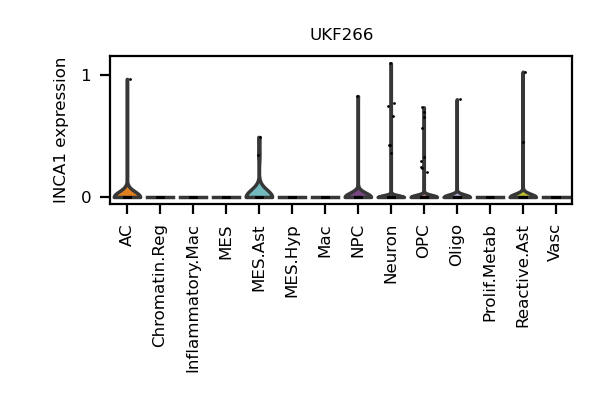 UKF266
INCA1 expression
1
0
AC
Chromatin.Reg
Inflammatory.Mac
MES
MES.Ast
MES.Hyp
Mac
NPC
Neuron
OPC
Oligo
Prolif.Metab
Reactive.Ast
Vasc